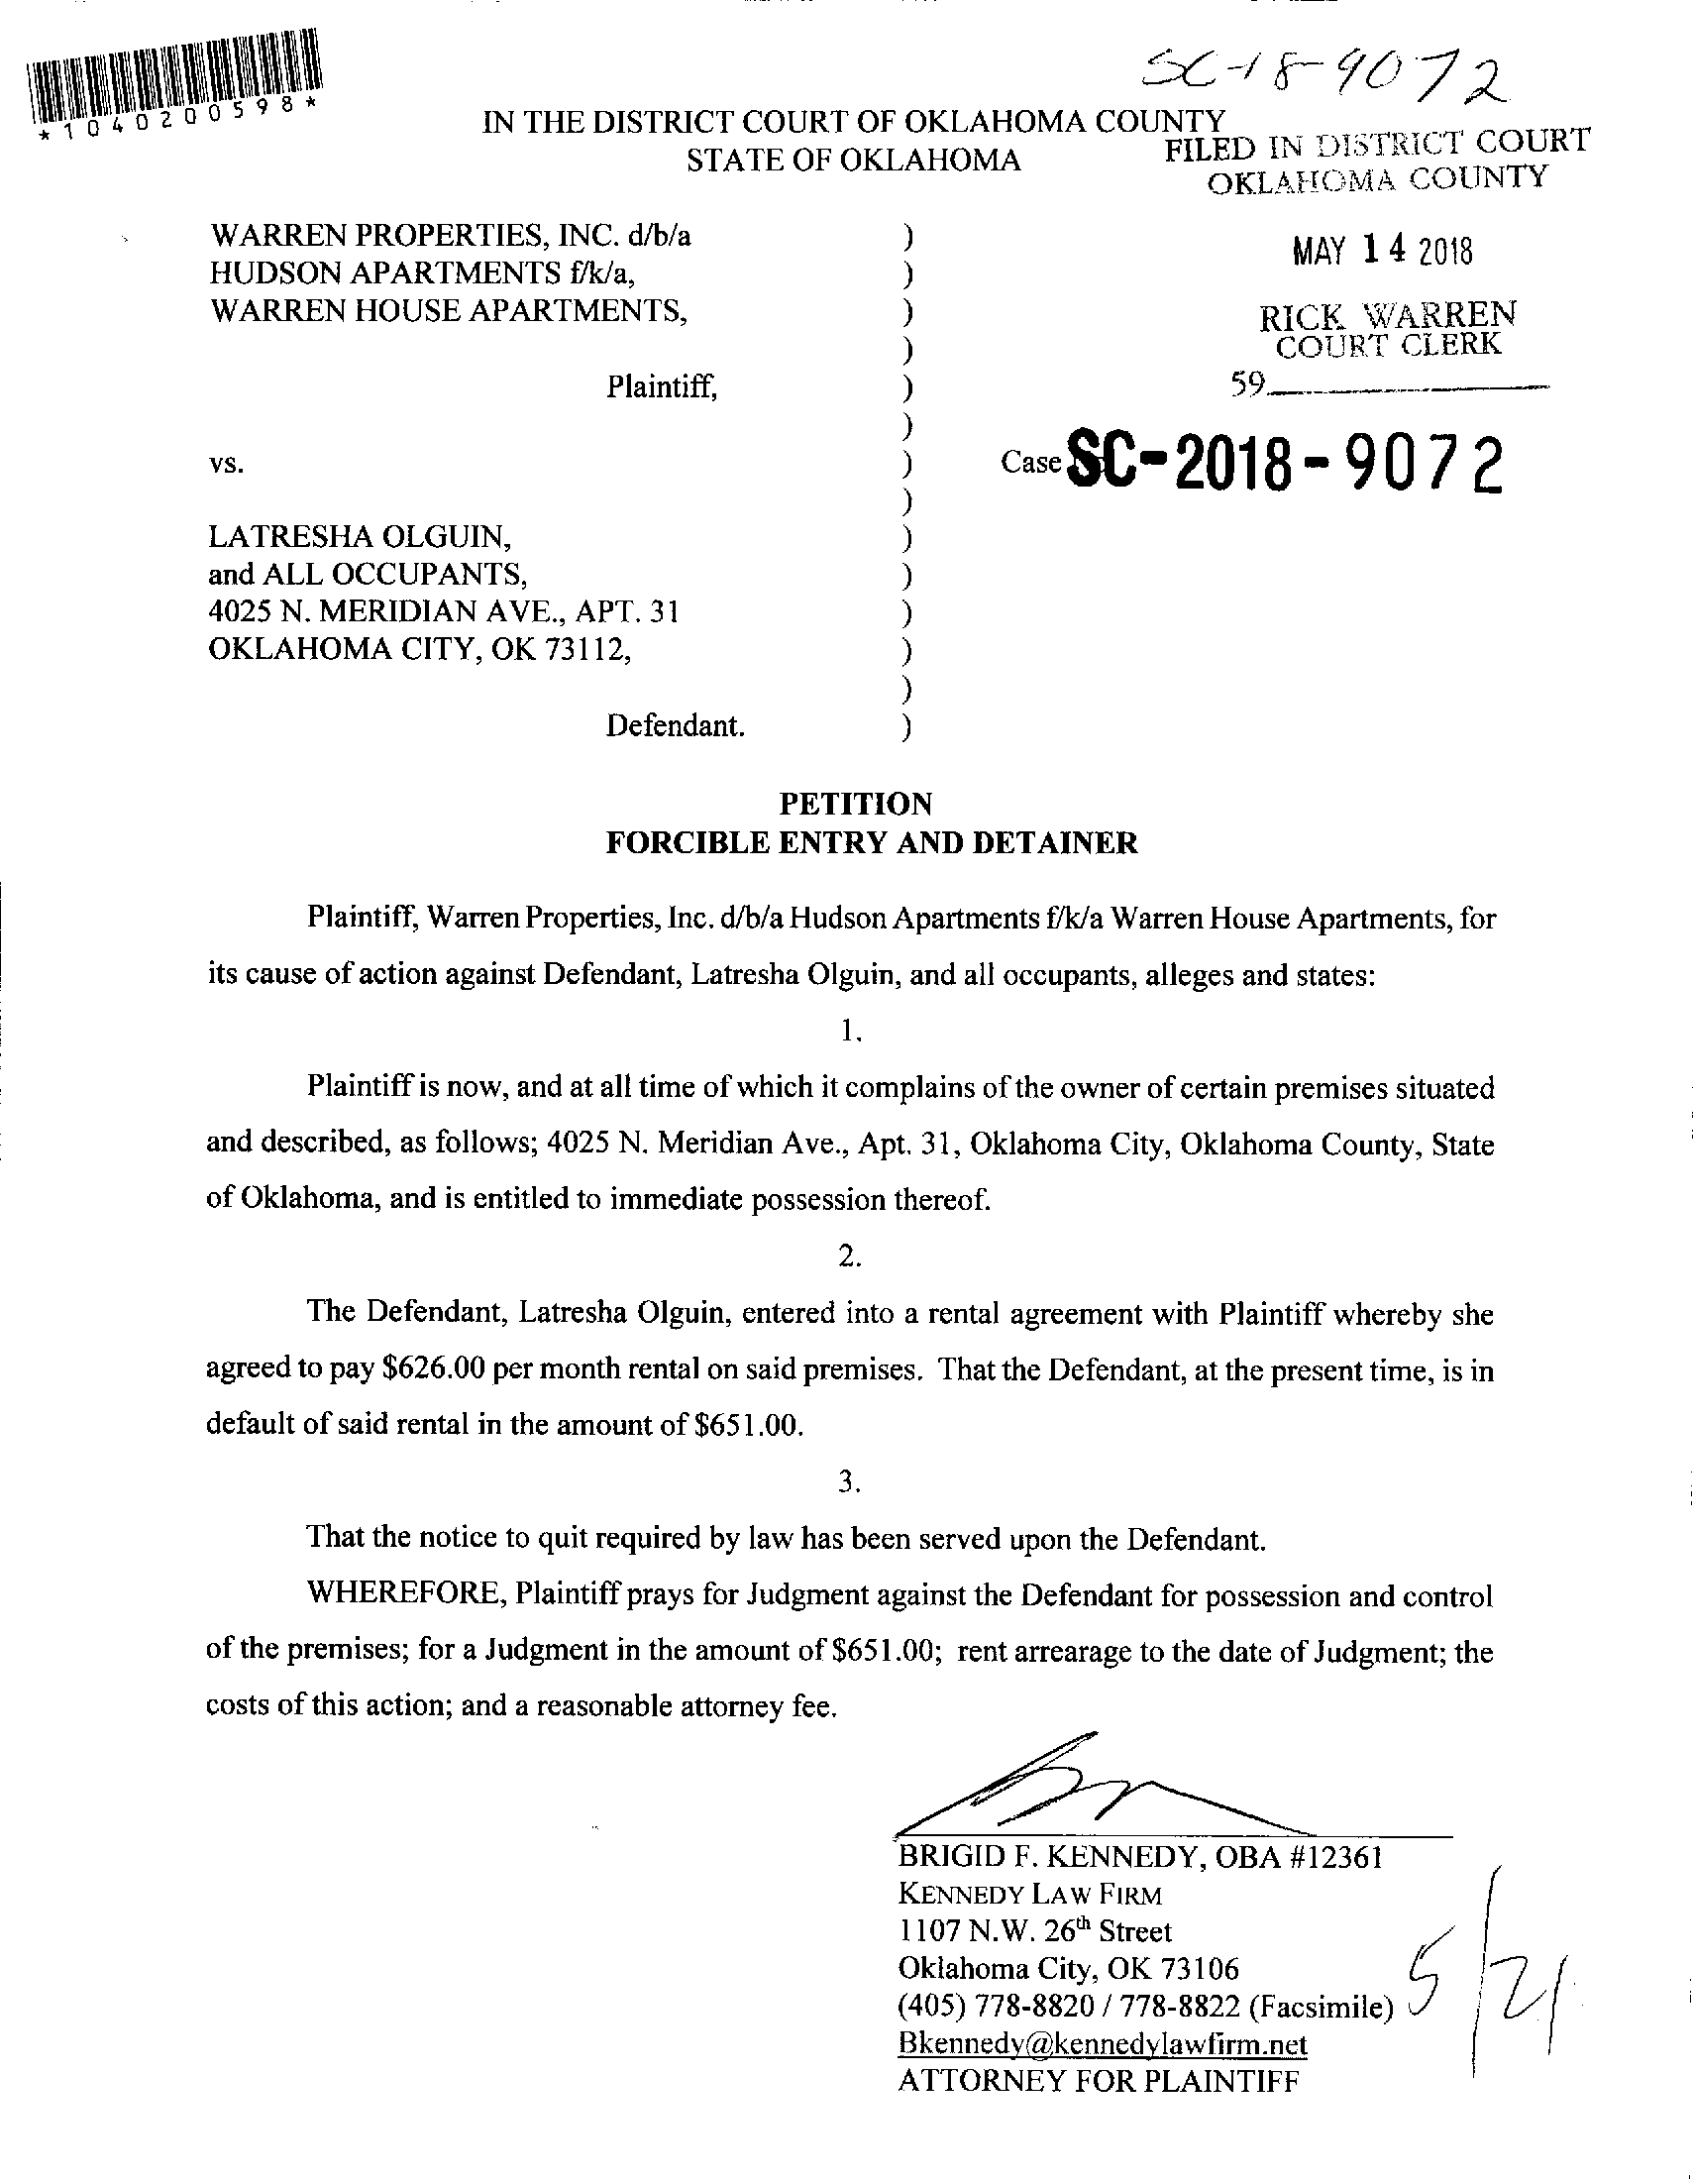 SC-18-9072
*1040200598*
IN THE DISTRICT COURT OF OKLAHOMA COUNTY
STATE OF OKLAHOMA
FILED IN DISTRICT COURT
OKLAHOMA COUNTY
MAY 14 2018
RICK WARREN
COURT CLERK
59
WARREN PROPERTIES, INC. d/b/a )
HUDSON APARTMENTS f/k/a, )
WARREN HOUSE APARTMENTS, )
)
Plaintiff, )
)
vs. ) Case SC-2018-9072
)
LATRESHA OLGUIN, )
and ALL OCCUPANTS, )
4025 N. MERIDIAN AVE., APT. 31 )
OKLAHOMA CITY, OK 73112, )
)
Defendant. )
PETITION
FORCIBLE ENTRY AND DETAINER
Plaintiff, Warren Properties, Inc. d/b/a Hudson Apartments f/k/a Warren House Apartments, for
its cause of action against Defendant, Latresha Olguin, and all occupants, alleges and states:
1.
Plaintiff is now, and at all time of which it complains of the owner of certain premises situated
and described, as follows; 4025 N. Meridian Ave., Apt. 31, Oklahoma City, Oklahoma County, State
of Oklahoma, and is entitled to immediate possession thereof.
2.
The Defendant, Latresha Olguin, entered into a rental agreement with Plaintiff whereby she
agreed to pay $626.00 per month rental on said premises. That the Defendant, at the present time, is in
default of said rental in the amount of $651.00.
3.
That the notice to quit required by law has been served upon the Defendant.
WHEREFORE, Plaintiff prays for Judgment against the Defendant for possession and control
of the premises; for a Judgment in the amount of $651.00; rent arrearage to the date of Judgment; the
costs of this action; and a reasonable attorney fee.
BRIGID F. KENNEDY, OBA #12361
KENNEDY LAW FIRM
1107 N.W. 26th Street
Oklahoma City, OK 73106
(405) 778-8820 / 778-8822 (Facsimile)
Bkennedy@kennedylawfirm.net
ATTORNEY FOR PLAINTIFF
5/21